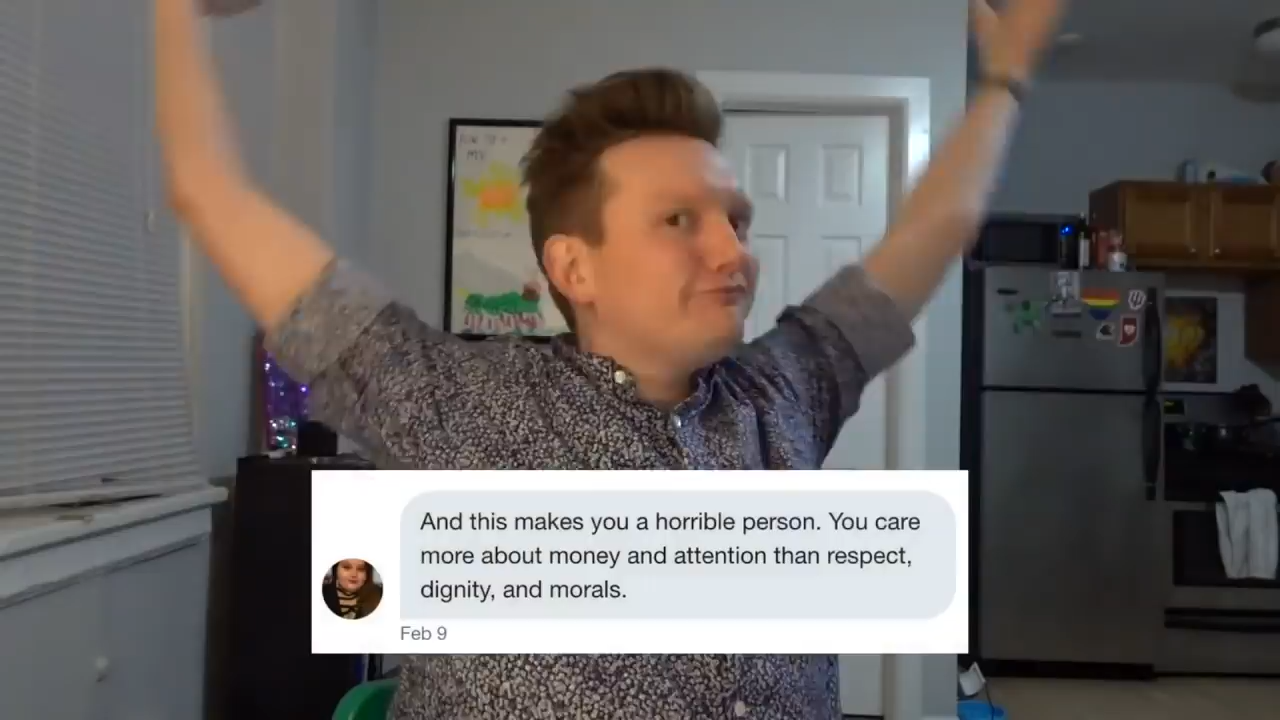 And this makes you a horrible person. You care
more about money and attention than respect,
dignity, and morals.
Feb 9